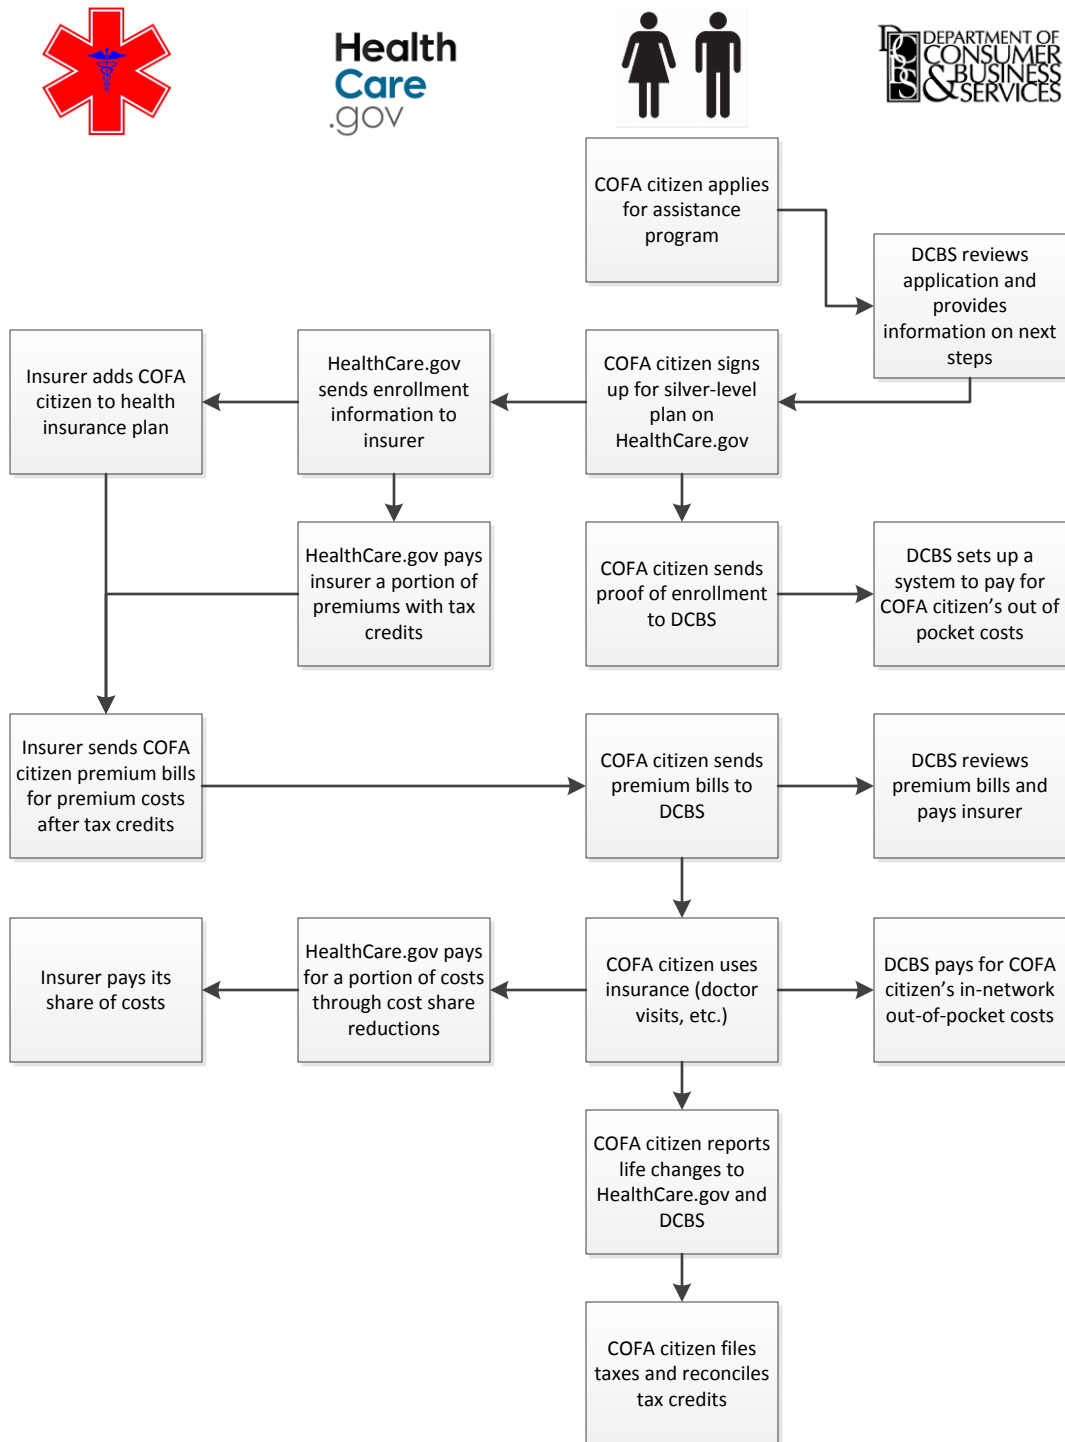 Health
Care
.gov
DEPARTMENT OF
CONSUMER
& BUSINESS
SERVICES
COFA citizen applies
for assistance
program
DCBS reviews
application and
provides
information on next
steps
Insurer adds COFA
citizen to health
insurance plan
HealthCare.gov
sends enrollment
information to
insurer
COFA citizen signs
up for silver-level
plan on
HealthCare.gov
HealthCare.gov pays
insurer a portion of
premiums with tax
credits
COFA citizen sends
proof of enrollment
to DCBS
DCBS sets up a
system to pay for
COFA citizen’s out of
pocket costs
Insurer sends COFA
citizen premium bills
for premium costs
after tax credits
COFA citizen sends
premium bills to
DCBS
DCBS reviews
premium bills and
pays insurer
Insurer pays its
share of costs
HealthCare.gov pays
for a portion of costs
through cost share
reductions
COFA citizen uses
insurance (doctor
visits, etc.)
DCBS pays for COFA
citizen’s in-network
out-of-pocket costs
COFA citizen reports
life changes to
HealthCare.gov and
DCBS
COFA citizen files
taxes and reconciles
tax credits